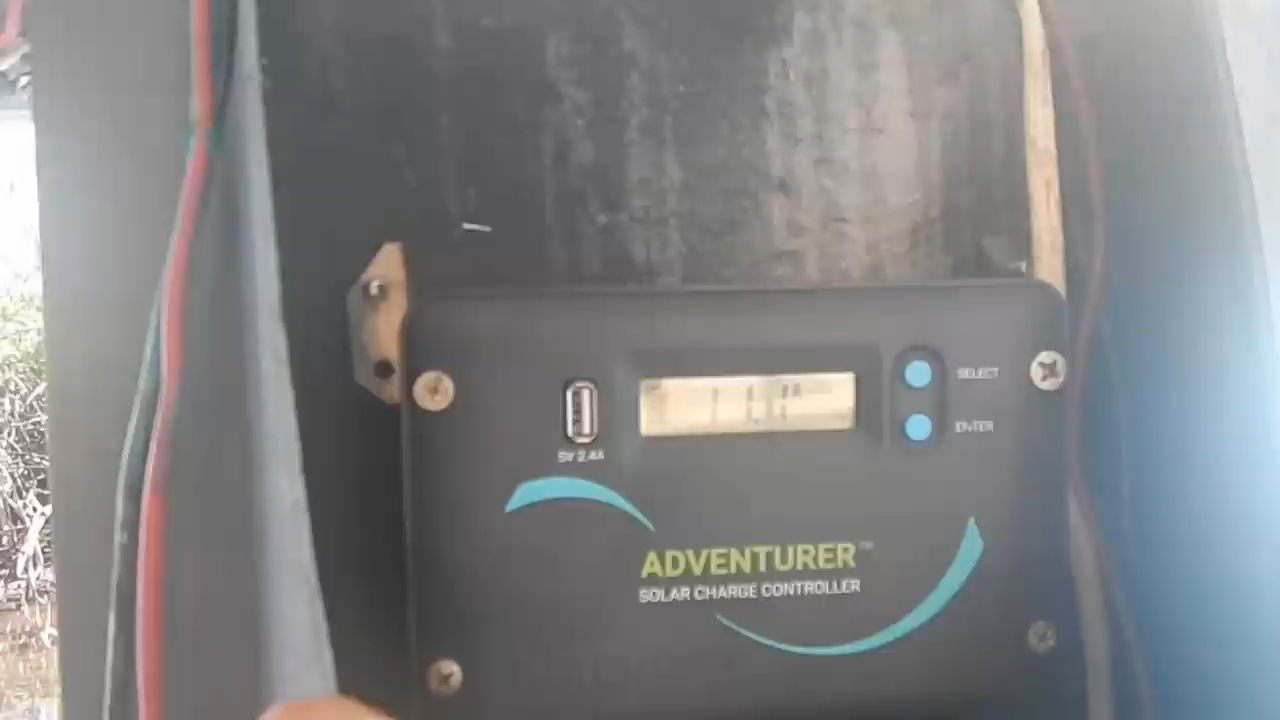 SELECT
ENTER
5V 2.4A
ADVENTURER™
SOLAR CHARGE CONTROLLER